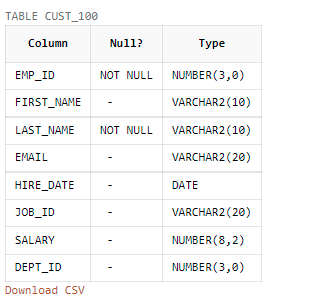 TABLE CUST_100
Column Null? Type
EMP_ID NOT NULL NUMBER(3,0)
FIRST_NAME - VARCHAR2(10)
LAST_NAME NOT NULL VARCHAR2(10)
EMAIL - VARCHAR2(20)
HIRE_DATE - DATE
JOB_ID - VARCHAR2(20)
SALARY - NUMBER(8,2)
DEPT_ID - NUMBER(3,0)
Download CSV